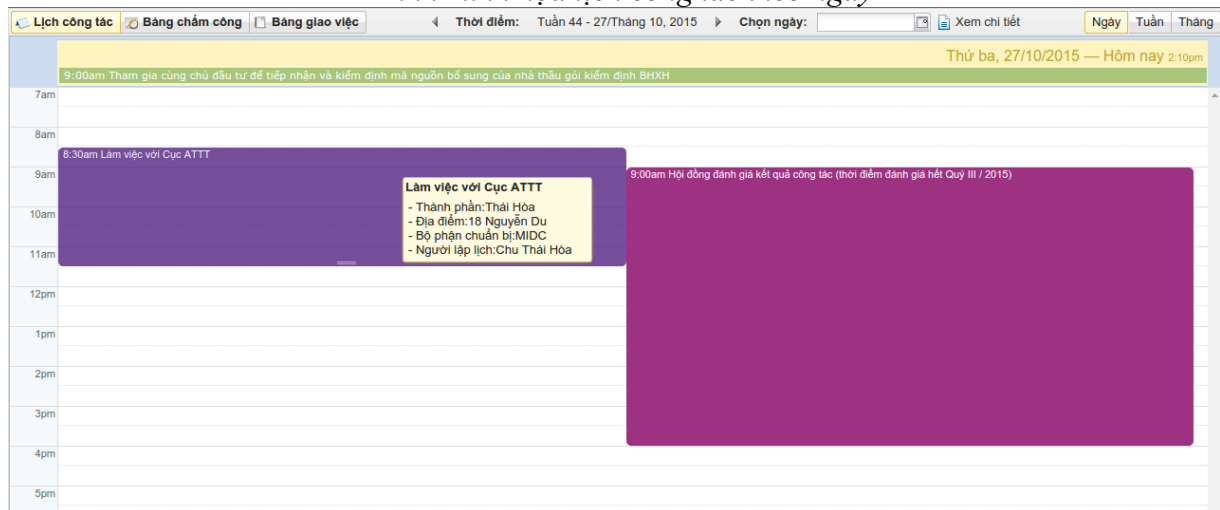 Lịch công tác Bảng chấm công Bảng giao việc Thời điểm: Tuần 44 - 27/Tháng 10, 2015 Chọn ngày: Xem chi tiết Ngày Tuần Tháng
Thứ ba, 27/10/2015 — Hôm nay 2:10pm
9:00am Tham gia cùng chủ đầu tư để tiếp nhận và kiểm định mã nguồn bổ sung của nhà thầu gói kiểm định BHXH
7am
8am
8:30am Làm việc với Cục ATTT
9am
9:00am Hội đồng đánh giá kết quả công tác (thời điểm đánh giá hết Quý III / 2015)
Làm việc với Cục ATTT
- Thành phần:Thái Hòa
10am
- Địa điểm:18 Nguyễn Du
- Bộ phận chuẩn bị:MIDC
- Người lập lịch:Chu Thái Hòa
11am
12pm
1pm
2pm
3pm
4pm
5pm